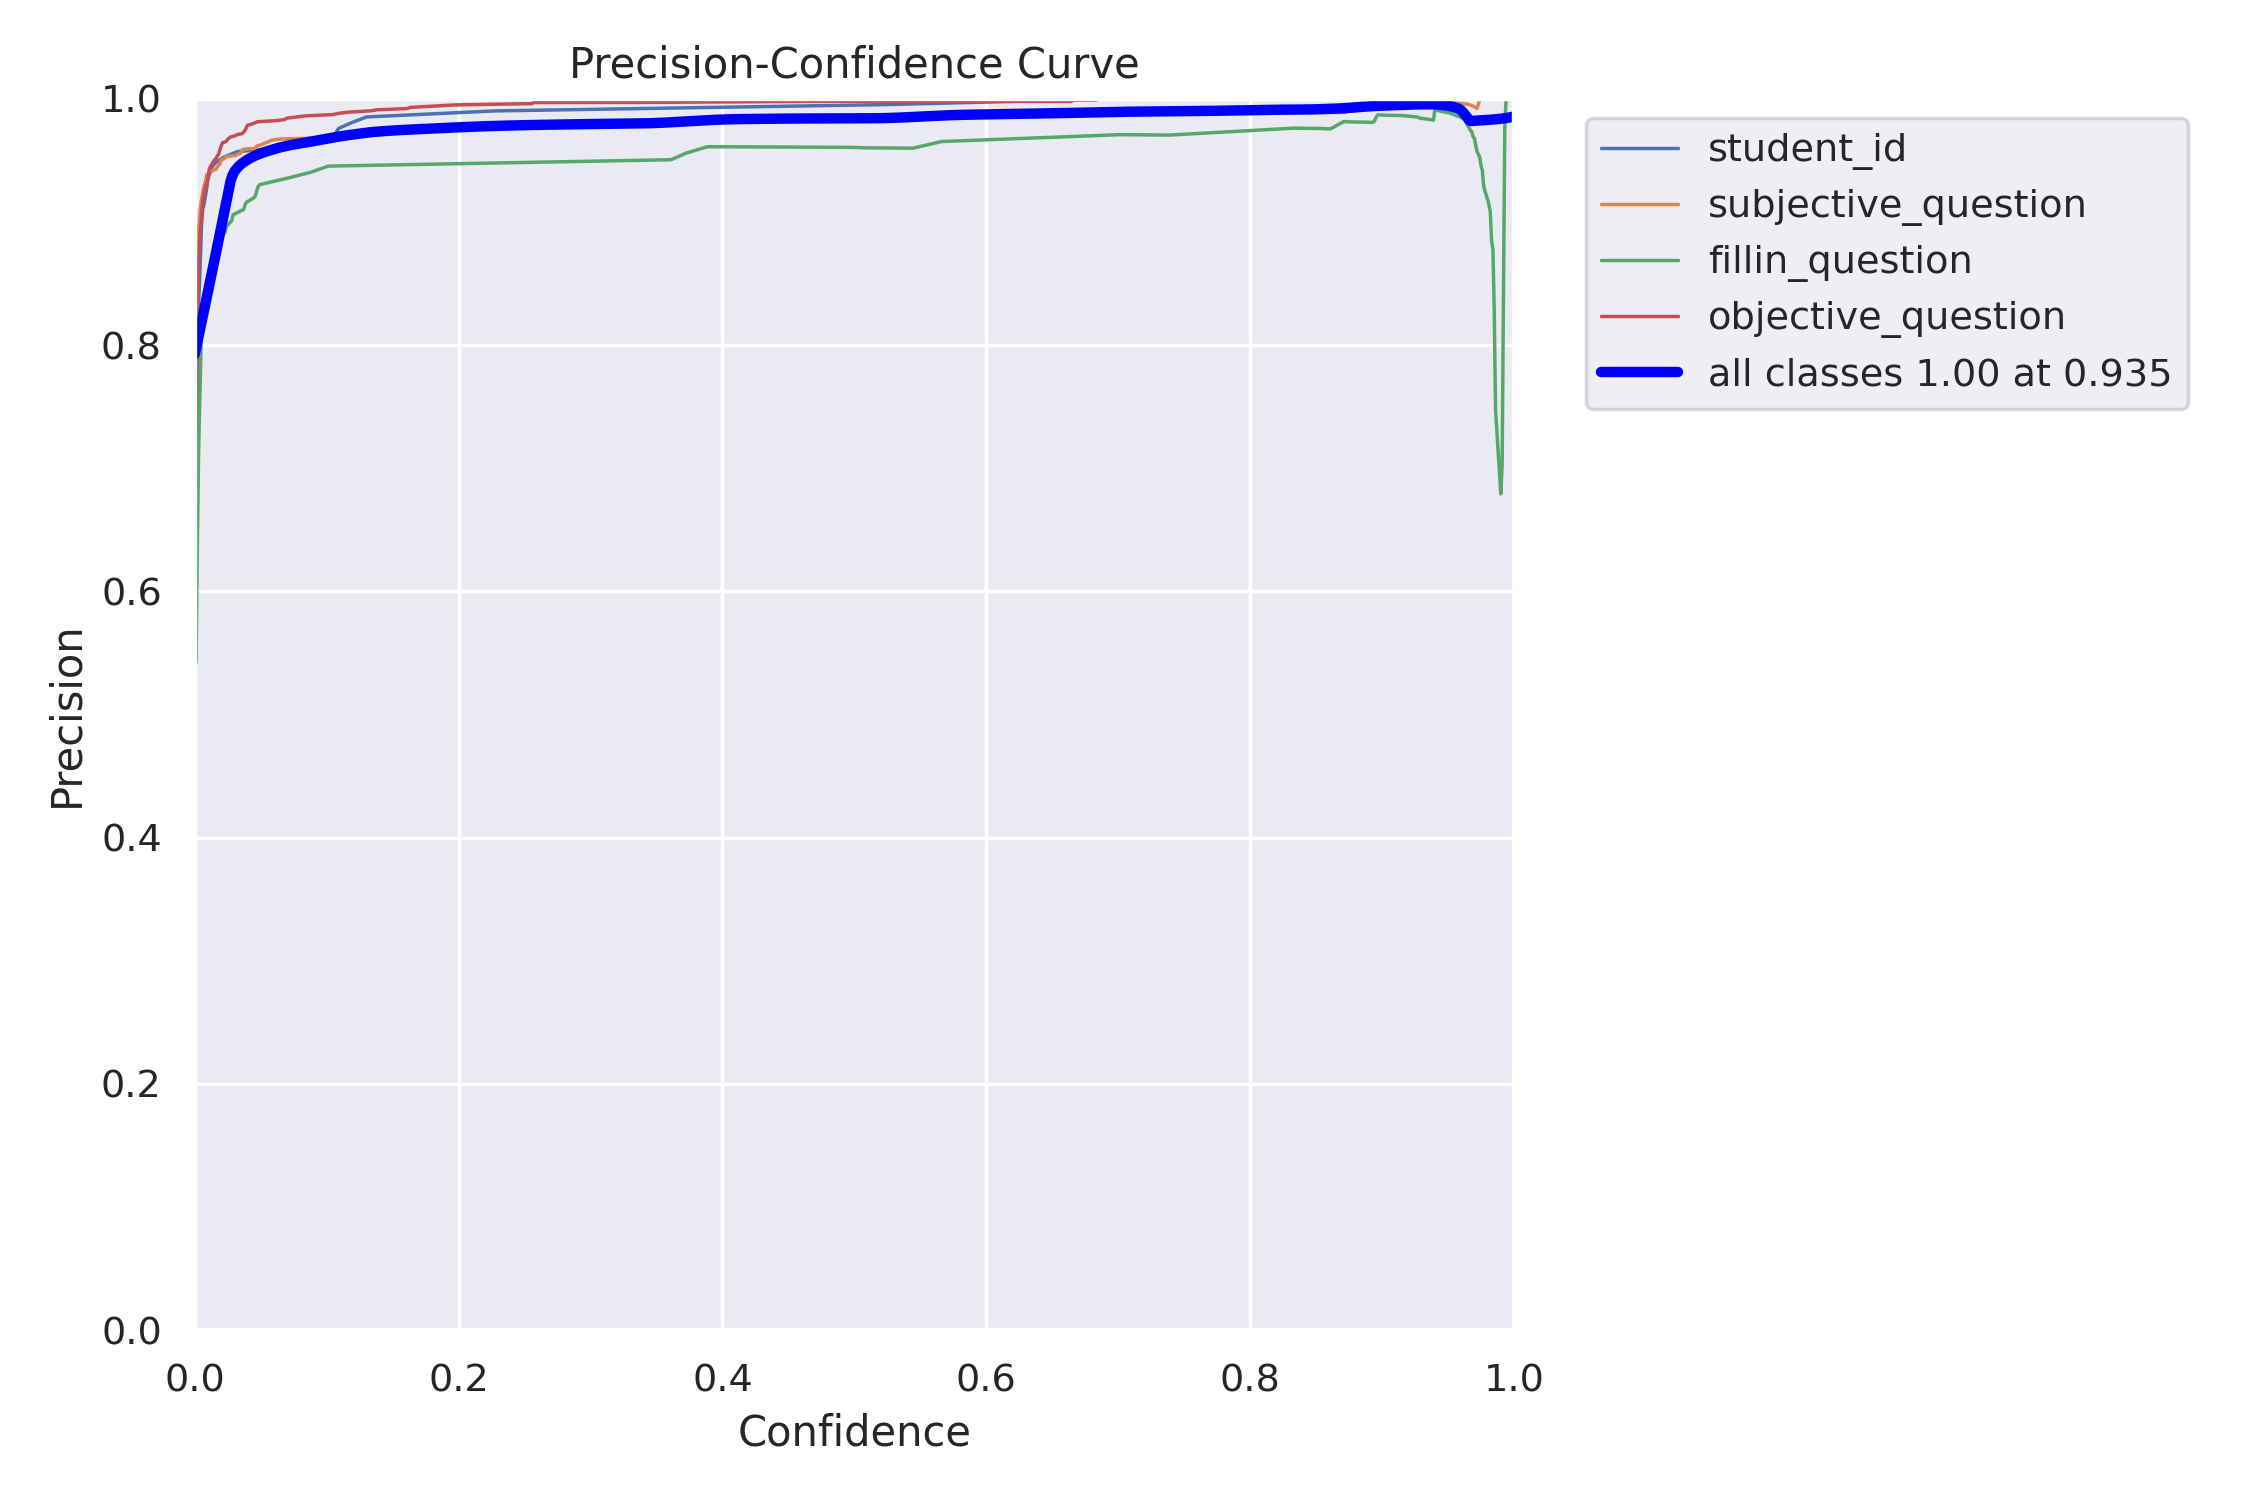 Precision-Confidence Curve
1.0
0.8
0.6
0.4
0.2
0.0
Precision
0.0 0.2 0.4 0.6 0.8 1.0
Confidence
student_id
subjective_question
fillin_question
objective_question
all classes 1.00 at 0.935